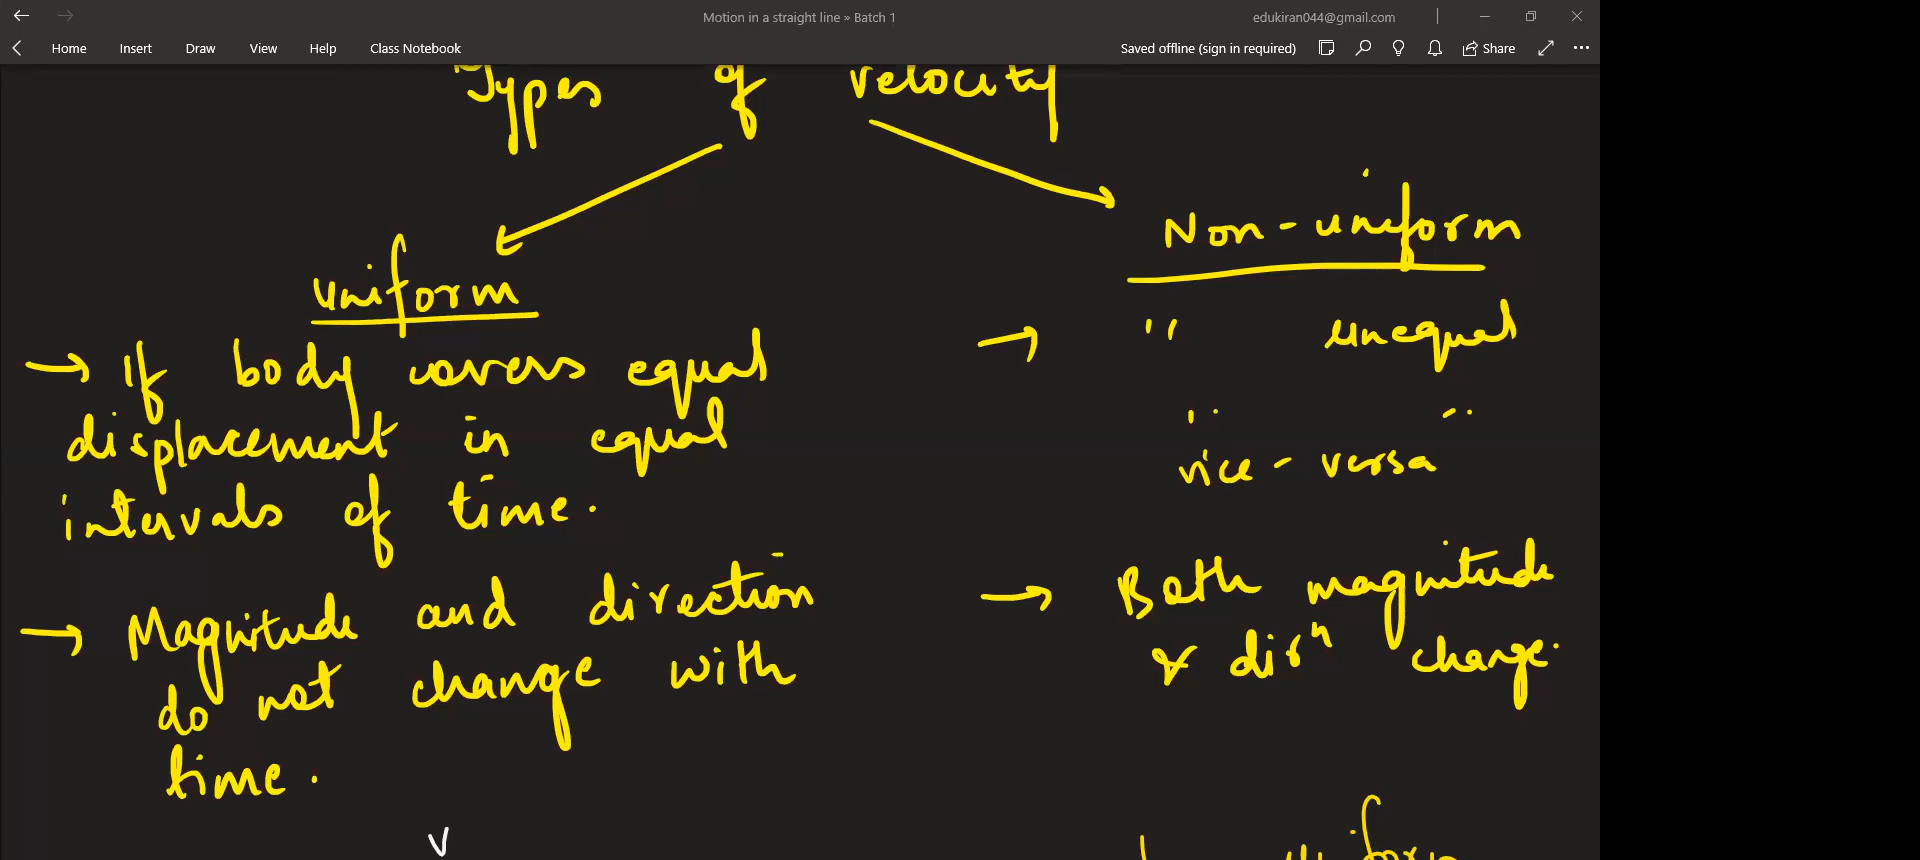 Motion in a straight line » Batch 1
edukiran044@gmail.com
Home Insert Draw View Help Class Notebook
Saved offline (sign in required) Share
Types of velocity
Uniform
Non-uniform
→ If body covers equal
displacement in equal
intervals of time.
→ Magnitude and direction
do not change with
time.
→ " unequal
" "
vice-versa
→ Both magnitude
& dirⁿ change.
V